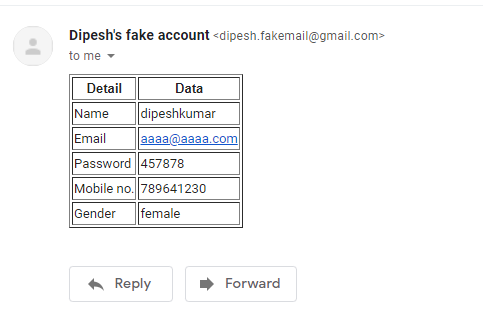 Dipesh's fake account <dipesh.fakemail@gmail.com>
to me
Detail Data
Name dipeshkumar
Email aaaa@aaaa.com
Password 457878
Mobile no. 789641230
Gender female
Reply Forward